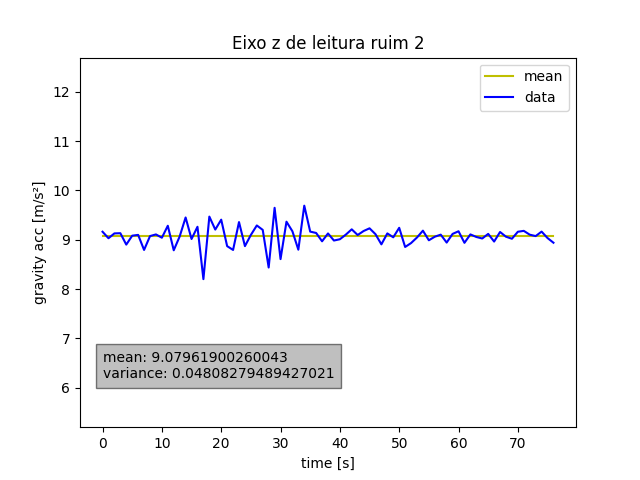 Eixo z de leitura ruim 2
mean
data
gravity acc [m/s²]
12
11
10
9
8
7
6
mean: 9.07961900260043
variance: 0.04808279489427021
0 10 20 30 40 50 60 70
time [s]